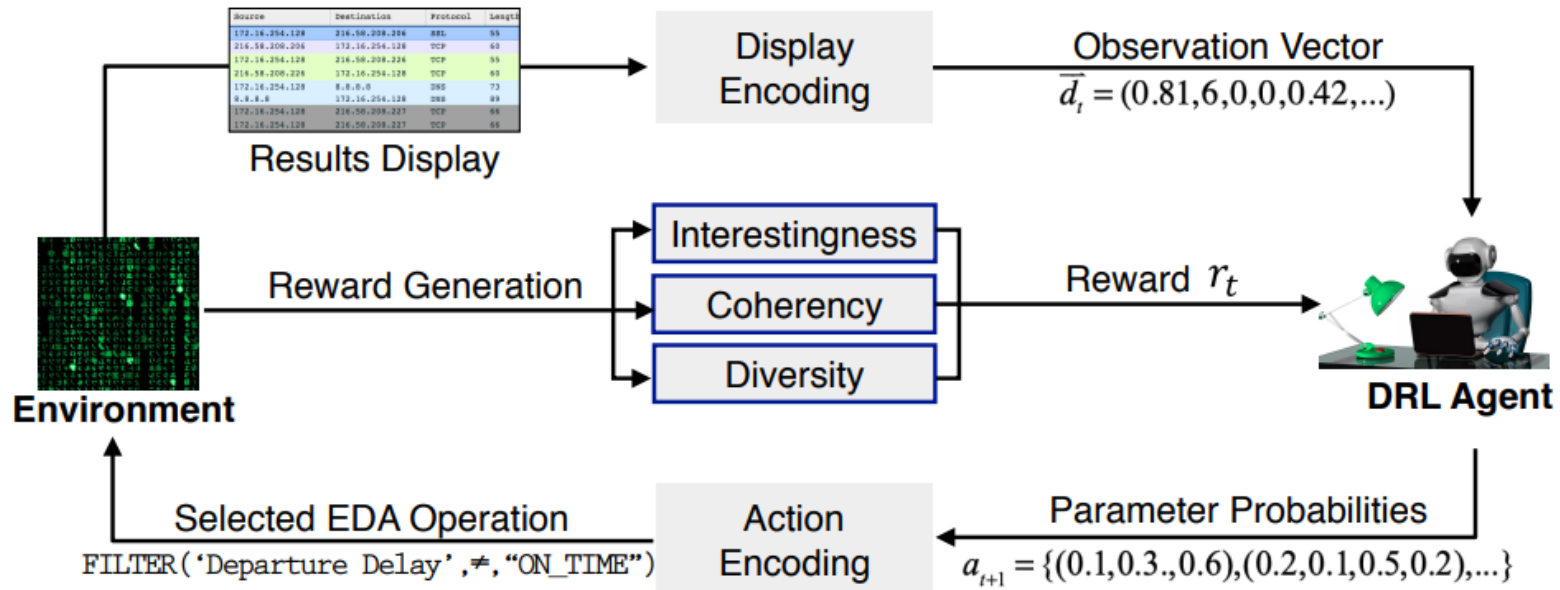 Source Destination Protocol Length
172.16.254.128 216.58.208.206 SSL 55
216.58.208.206 172.16.254.128 TCP 60
172.16.254.128 216.58.208.226 TCP 55
216.58.208.226 172.16.254.128 TCP 60
172.16.254.128 8.8.8.8 DNS 73
8.8.8.8 172.16.254.128 DNS 89
172.16.254.128 216.58.208.227 TCP 66
172.16.254.128 216.58.208.227 TCP 66
Results Display
Display
Encoding
Observation Vector
d⃗_t = (0.81,6,0,0,0.42,...)
Environment
Reward Generation
Interestingness
Coherency
Diversity
Reward r_t
DRL Agent
Selected EDA Operation
FILTER(‘Departure Delay’,≠,“ON_TIME”)
Action
Encoding
Parameter Probabilities
a_{t+1} = {(0.1,0.3.,0.6),(0.2,0.1,0.5,0.2),...}